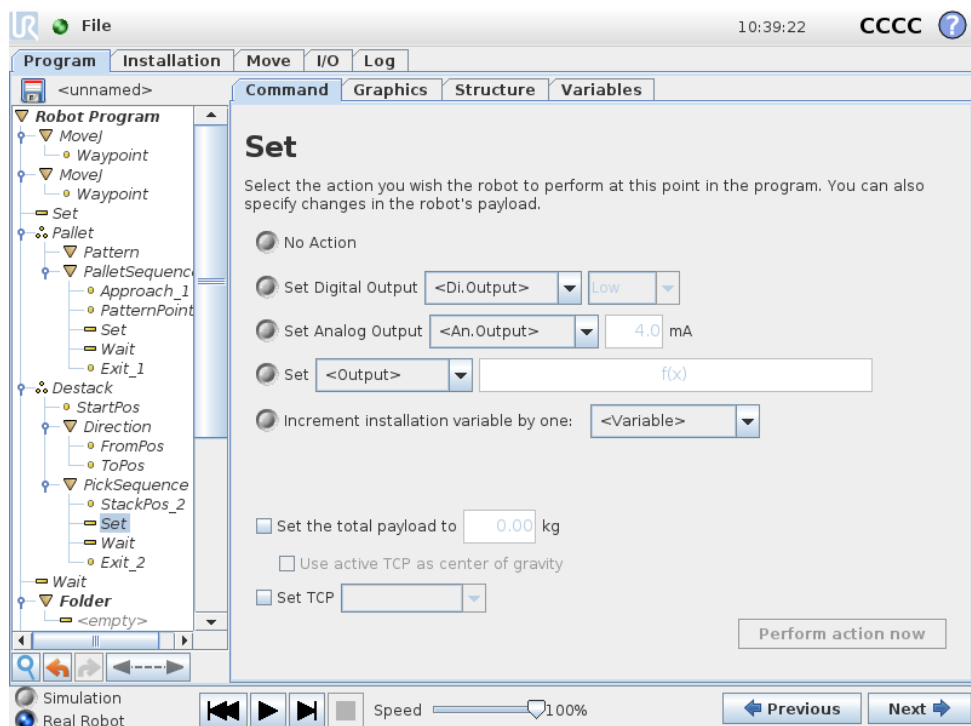 UR File 10:39:22 CCCC ?
Program Installation Move I/O Log
<unnamed> Command Graphics Structure Variables
Robot Program
MoveJ
Waypoint
MoveJ
Waypoint
Set
Pallet
Pattern
PalletSequenc
Approach_1
PatternPoint
Set
Wait
Exit_1
Destack
StartPos
Direction
FromPos
ToPos
PickSequence
StackPos_2
Set
Wait
Exit_2
Wait
Folder
<empty>
Set
Select the action you wish the robot to perform at this point in the program. You can also
specify changes in the robot's payload.
No Action
Set Digital Output <Di.Output> Low
Set Analog Output <An.Output> 4.0 mA
Set <Output> f(x)
Increment installation variable by one: <Variable>
Set the total payload to 0.00 kg
Use active TCP as center of gravity
Set TCP
Perform action now
Simulation
Real Robot
Speed 100%
Previous Next